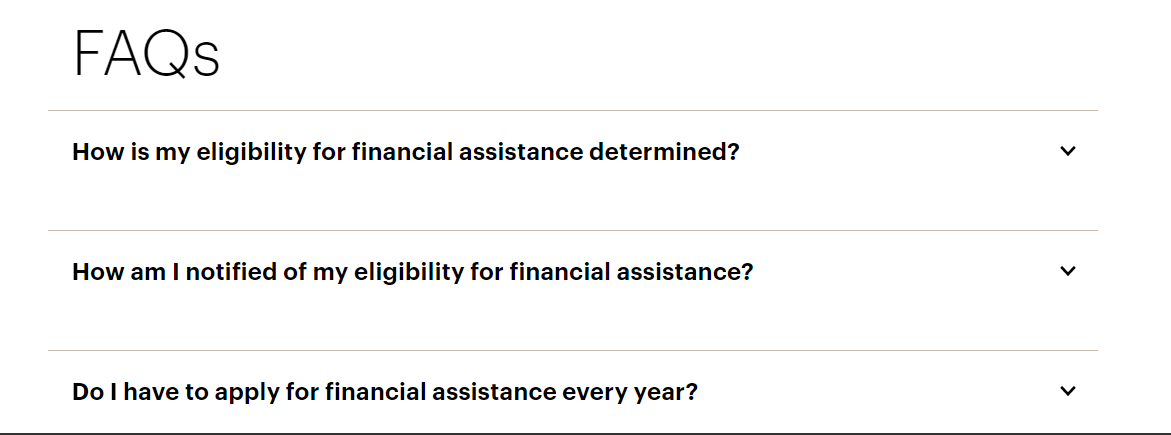 FAQs
How is my eligibility for financial assistance determined?
How am I notified of my eligibility for financial assistance?
Do I have to apply for financial assistance every year?